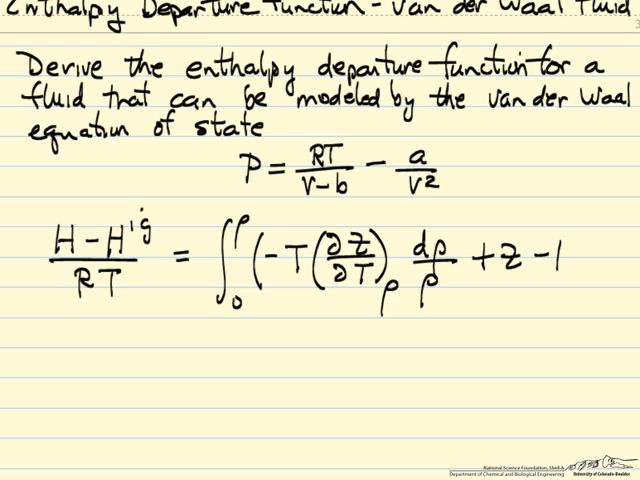 Enthalpy Departure Function - Van der Waal Fluid
Derive the enthalpy departure function for a
fluid that can be modeled by the van der Waal
equation of state
P = RT/(V-b) - a/V²
(H - H^ig)/(RT) = ∫₀^ρ (-T(∂Z/∂T)_ρ dρ/ρ + Z - 1
National Science Foundation, Shell &
Department of Chemical and Biological Engineering
University of Colorado Boulder
3